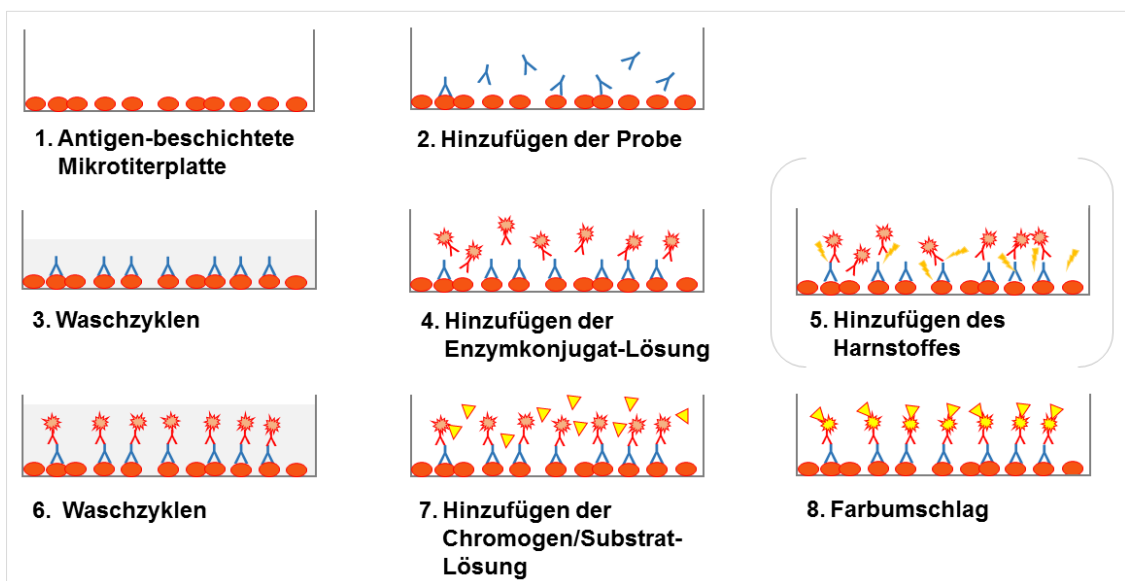 1. Antigen-beschichtete
Mikrotiterplatte
2. Hinzufügen der Probe
3. Waschzyklen
4. Hinzufügen der
Enzymkonjugat-Lösung
5. Hinzufügen des
Harnstoffes
6. Waschzyklen
7. Hinzufügen der
Chromogen/Substrat-
Lösung
8. Farbumschlag